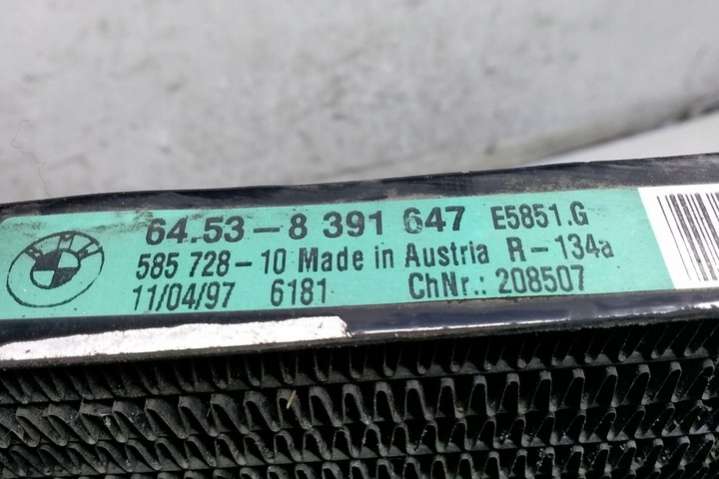 BMW 64.53-8 391 647 E5851.G
585 728-10 Made in Austria R-134a
11/04/97 6181 ChNr.: 208507